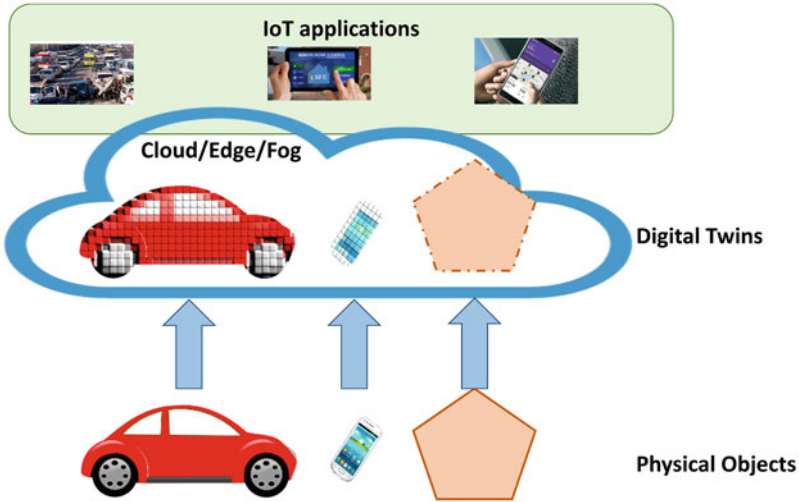 IoT applications
Cloud/Edge/Fog
Digital Twins
Physical Objects